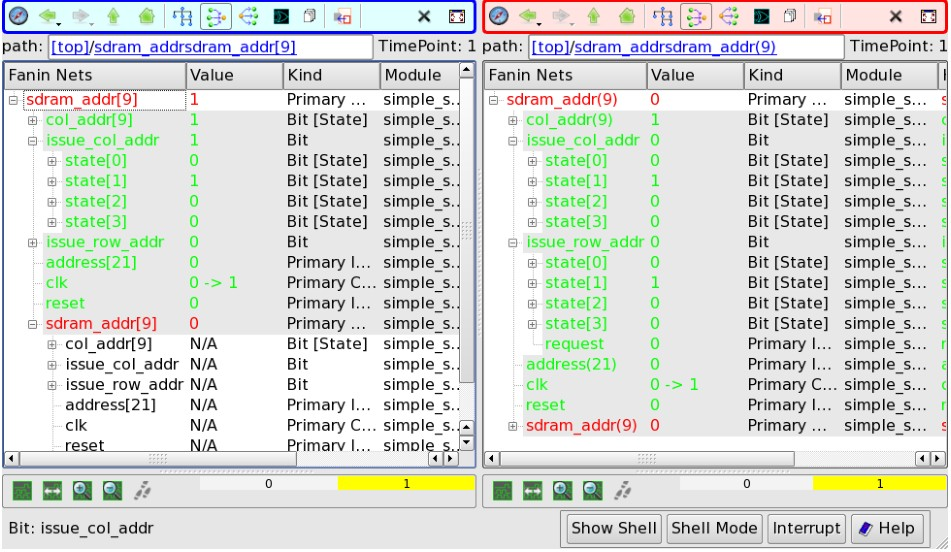 path: [top]/sdram_addrsdram_addr[9] TimePoint: 1
Fanin Nets Value Kind Module
sdram_addr[9] 1 Primary ... simple_s...
col_addr[9] 1 Bit [State] simple_s...
issue_col_addr 1 Bit simple_s...
state[0] 0 Bit [State] simple_s...
state[1] 1 Bit [State] simple_s...
state[2] 0 Bit [State] simple_s...
state[3] 0 Bit [State] simple_s...
issue_row_addr 0 Bit simple_s...
address[21] 0 Primary I... simple_s...
clk 0 -> 1 Primary C... simple_s...
reset 0 Primary I... simple_s...
sdram_addr[9] 0 Primary ... simple_s...
col_addr[9] N/A Bit [State] simple_s...
issue_col_addr N/A Bit simple_s...
issue_row_addr N/A Bit simple_s...
address[21] N/A Primary I... simple_s...
clk N/A Primary C... simple_s...
reset N/A Primary I... simple_s...
0 1
path: [top]/sdram_addrsdram_addr(9) TimePoint: 1
Fanin Nets Value Kind Module
sdram_addr(9) 0 Primary ... simple_s...
col_addr(9) 1 Bit [State] simple_s...
issue_col_addr 0 Bit simple_s...
state[0] 0 Bit [State] simple_s...
state[1] 1 Bit [State] simple_s...
state[2] 0 Bit [State] simple_s...
state[3] 0 Bit [State] simple_s...
issue_row_addr 0 Bit simple_s...
state[0] 0 Bit [State] simple_s...
state[1] 1 Bit [State] simple_s...
state[2] 0 Bit [State] simple_s...
state[3] 0 Bit [State] simple_s...
request 0 Primary I... simple_s...
address(21) 0 Primary I... simple_s...
clk 0 -> 1 Primary C... simple_s...
reset 0 Primary I... simple_s...
sdram_addr(9) 0 Primary ... simple_s...
0 1
Bit: issue_col_addr
Show Shell Shell Mode Interrupt Help